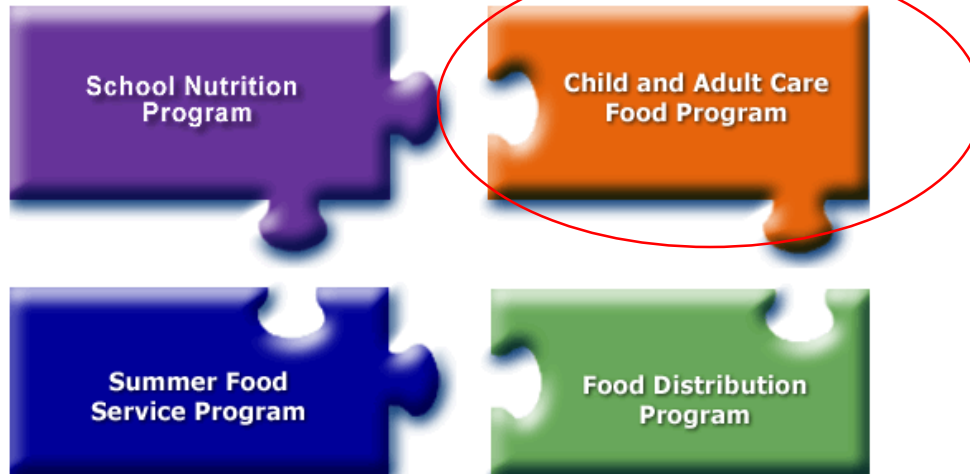 School Nutrition
Program
Child and Adult Care
Food Program
Summer Food
Service Program
Food Distribution
Program